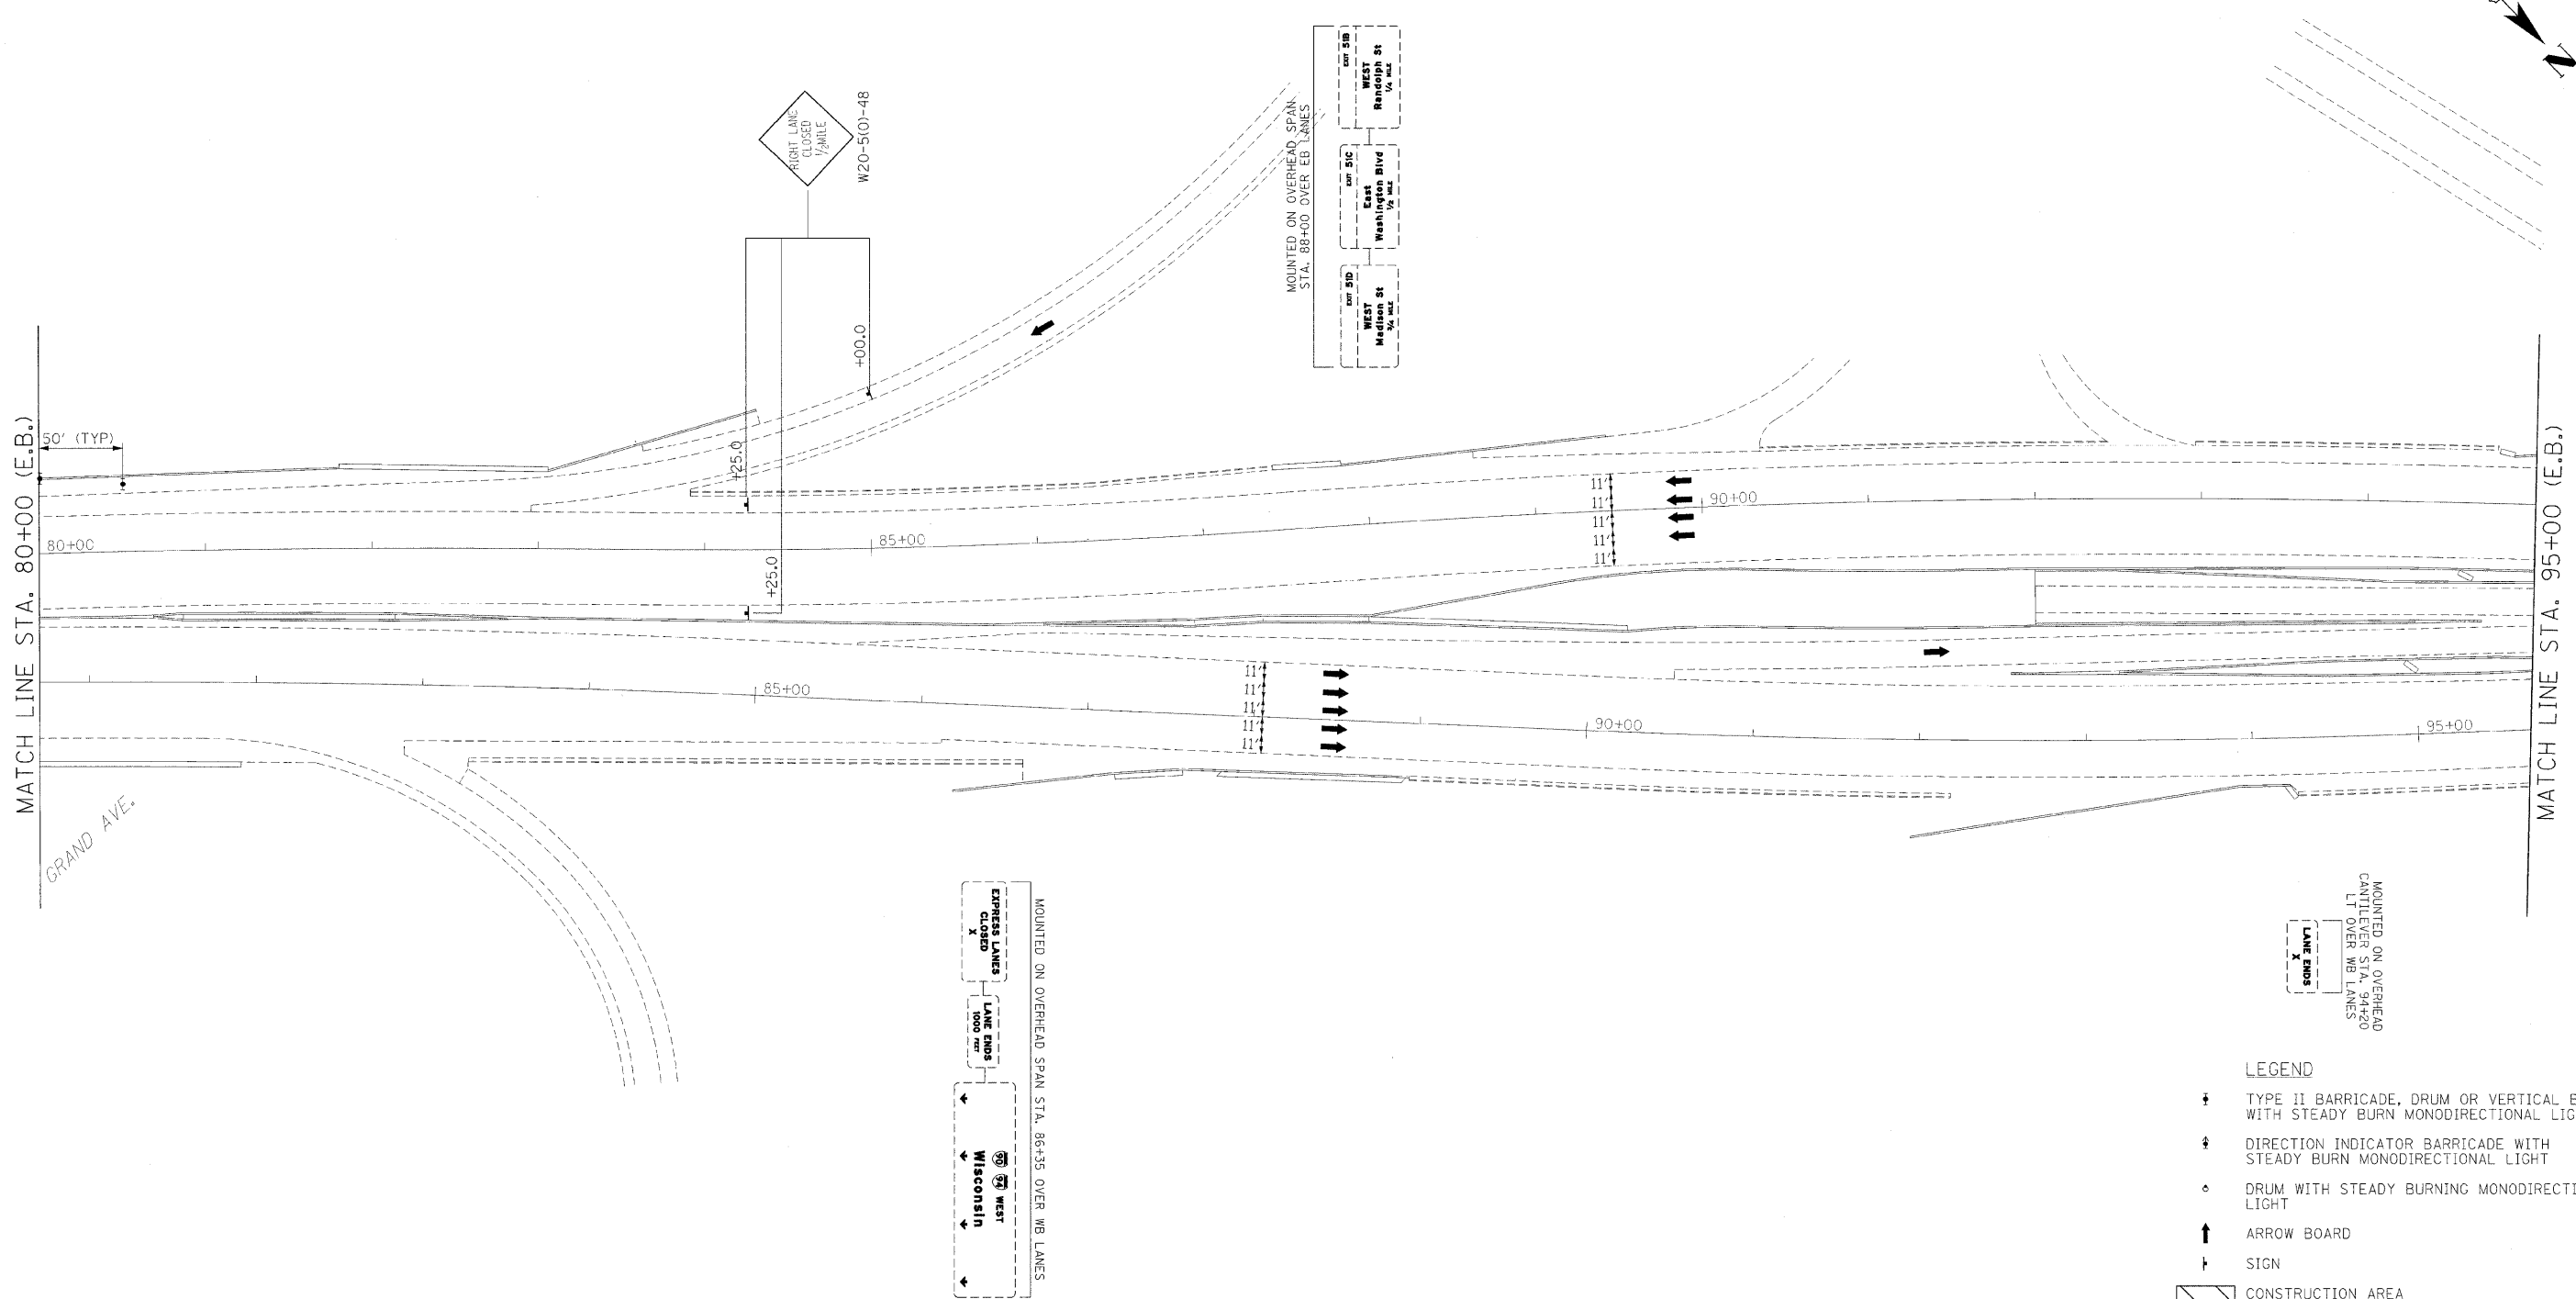 N
EXIT 51B
WEST
Randolph St
1/4 MILE
EXIT 51C
East
Washington Blvd
1/2 MILE
EXIT 51D
WEST
Madison St
3/4 MILE
MOUNTED ON OVERHEAD SPAN
STA. 88+00 OVER EB LANES
RIGHT LANE
CLOSED
1/2MILE
W20-5(O)-48
+00.0
+25.0
+25.0
50' (TYP)
MATCH LINE STA. 80+00 (E.B.)
MATCH LINE STA. 95+00 (E.B.)
80+00
85+00
90+00
11'
11'
11'
11'
11'
85+00
90+00
95+00
11'
11'
11'
11'
11'
GRAND AVE.
EXPRESS LANES
CLOSED
X
LANE ENDS
1000 FEET
90 94 WEST
Wisconsin
MOUNTED ON OVERHEAD SPAN STA. 86+35 OVER WB LANES
MOUNTED ON OVERHEAD
CANTILEVER STA. 94+20
LT OVER WB LANES
LANE ENDS
X
LEGEND
TYPE II BARRICADE, DRUM OR VERTICAL B
WITH STEADY BURN MONODIRECTIONAL LIG
DIRECTION INDICATOR BARRICADE WITH
STEADY BURN MONODIRECTIONAL LIGHT
DRUM WITH STEADY BURNING MONODIRECTI
LIGHT
ARROW BOARD
SIGN
CONSTRUCTION AREA